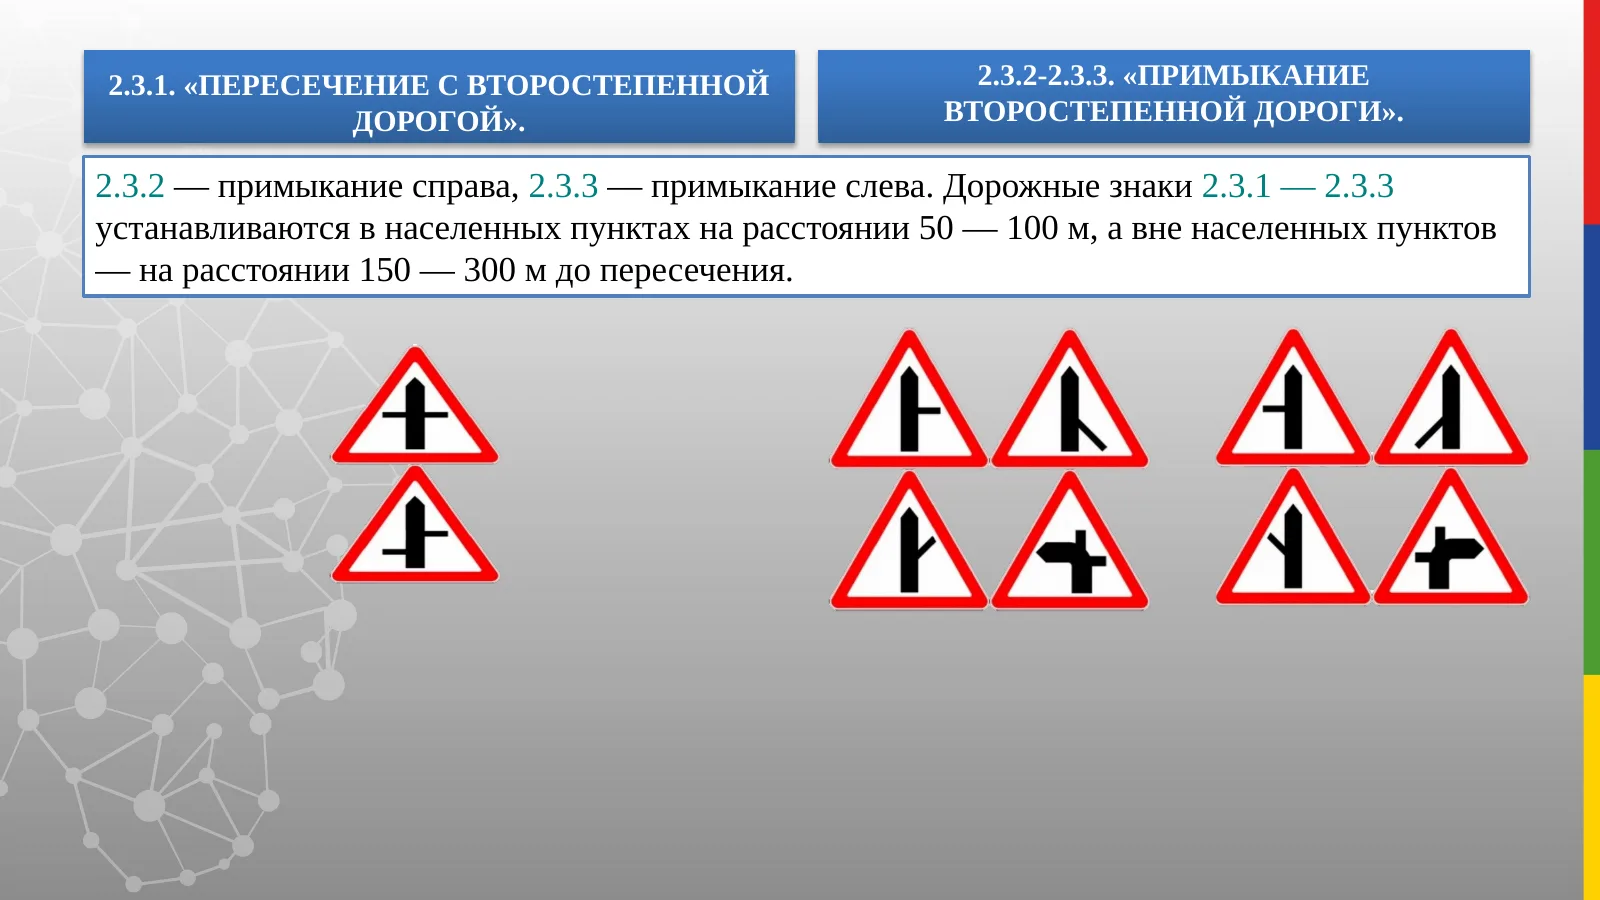 2.3.1. «ПЕРЕСЕЧЕНИЕ С ВТОРОСТЕПЕННОЙ
ДОРОГОЙ».
2.3.2-2.3.3. «ПРИМЫКАНИЕ
ВТОРОСТЕПЕННОЙ ДОРОГИ».
2.3.2 — примыкание справа, 2.3.3 — примыкание слева. Дорожные знаки 2.3.1 — 2.3.3
устанавливаются в населенных пунктах на расстоянии 50 — 100 м, а вне населенных пунктов
— на расстоянии 150 — 300 м до пересечения.